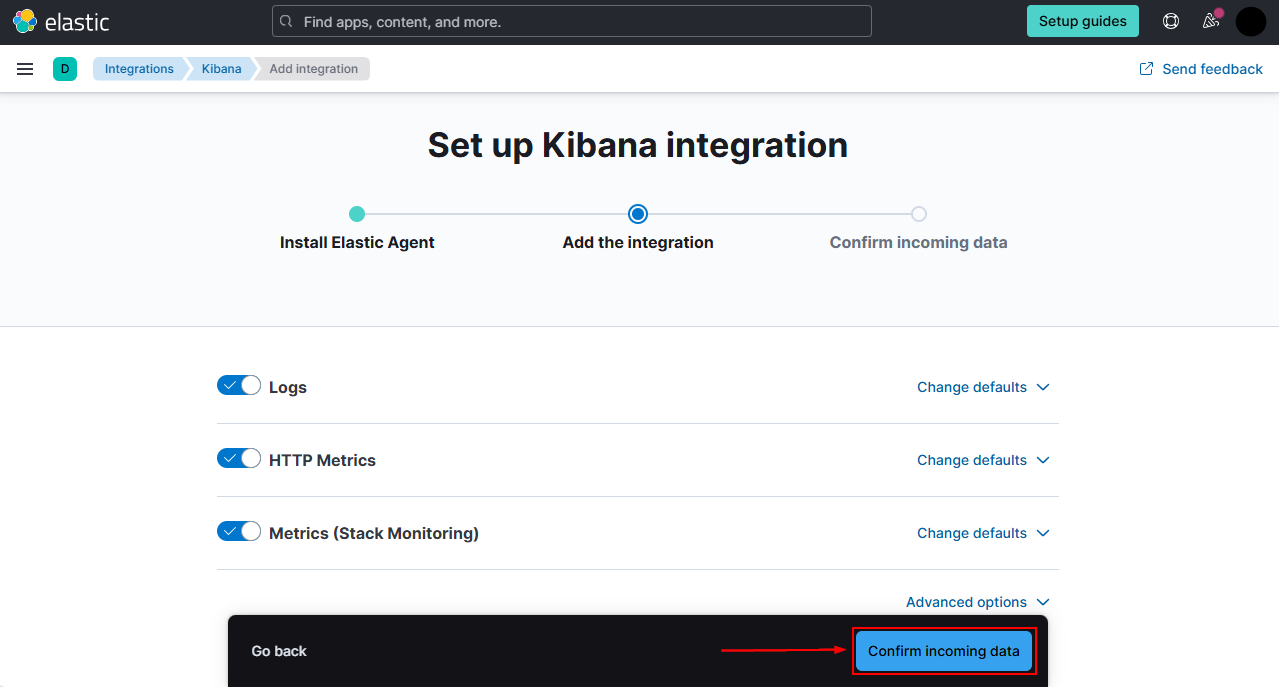 elastic
Find apps, content, and more.
Setup guides
D
Integrations
Kibana
Add integration
Send feedback
Set up Kibana integration
Install Elastic Agent
Add the integration
Confirm incoming data
Logs
Change defaults
HTTP Metrics
Change defaults
Metrics (Stack Monitoring)
Change defaults
Advanced options
Go back
Confirm incoming data